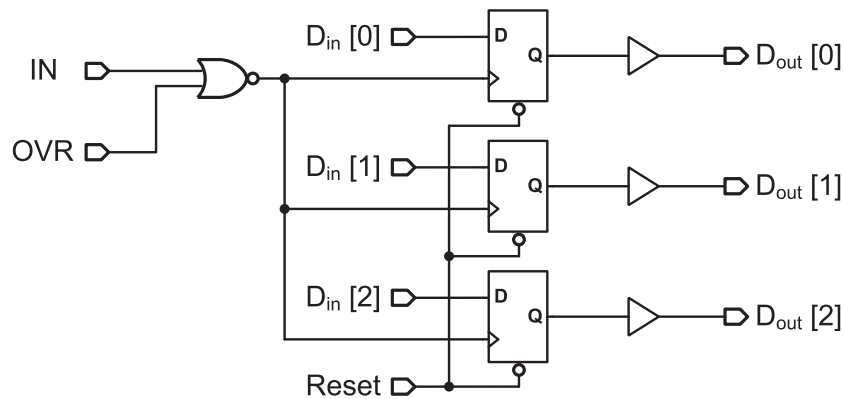 D_in [0]
D
Q
D_out [0]
IN
OVR
D_in [1]
D
Q
D_out [1]
D_in [2]
D
Q
D_out [2]
Reset